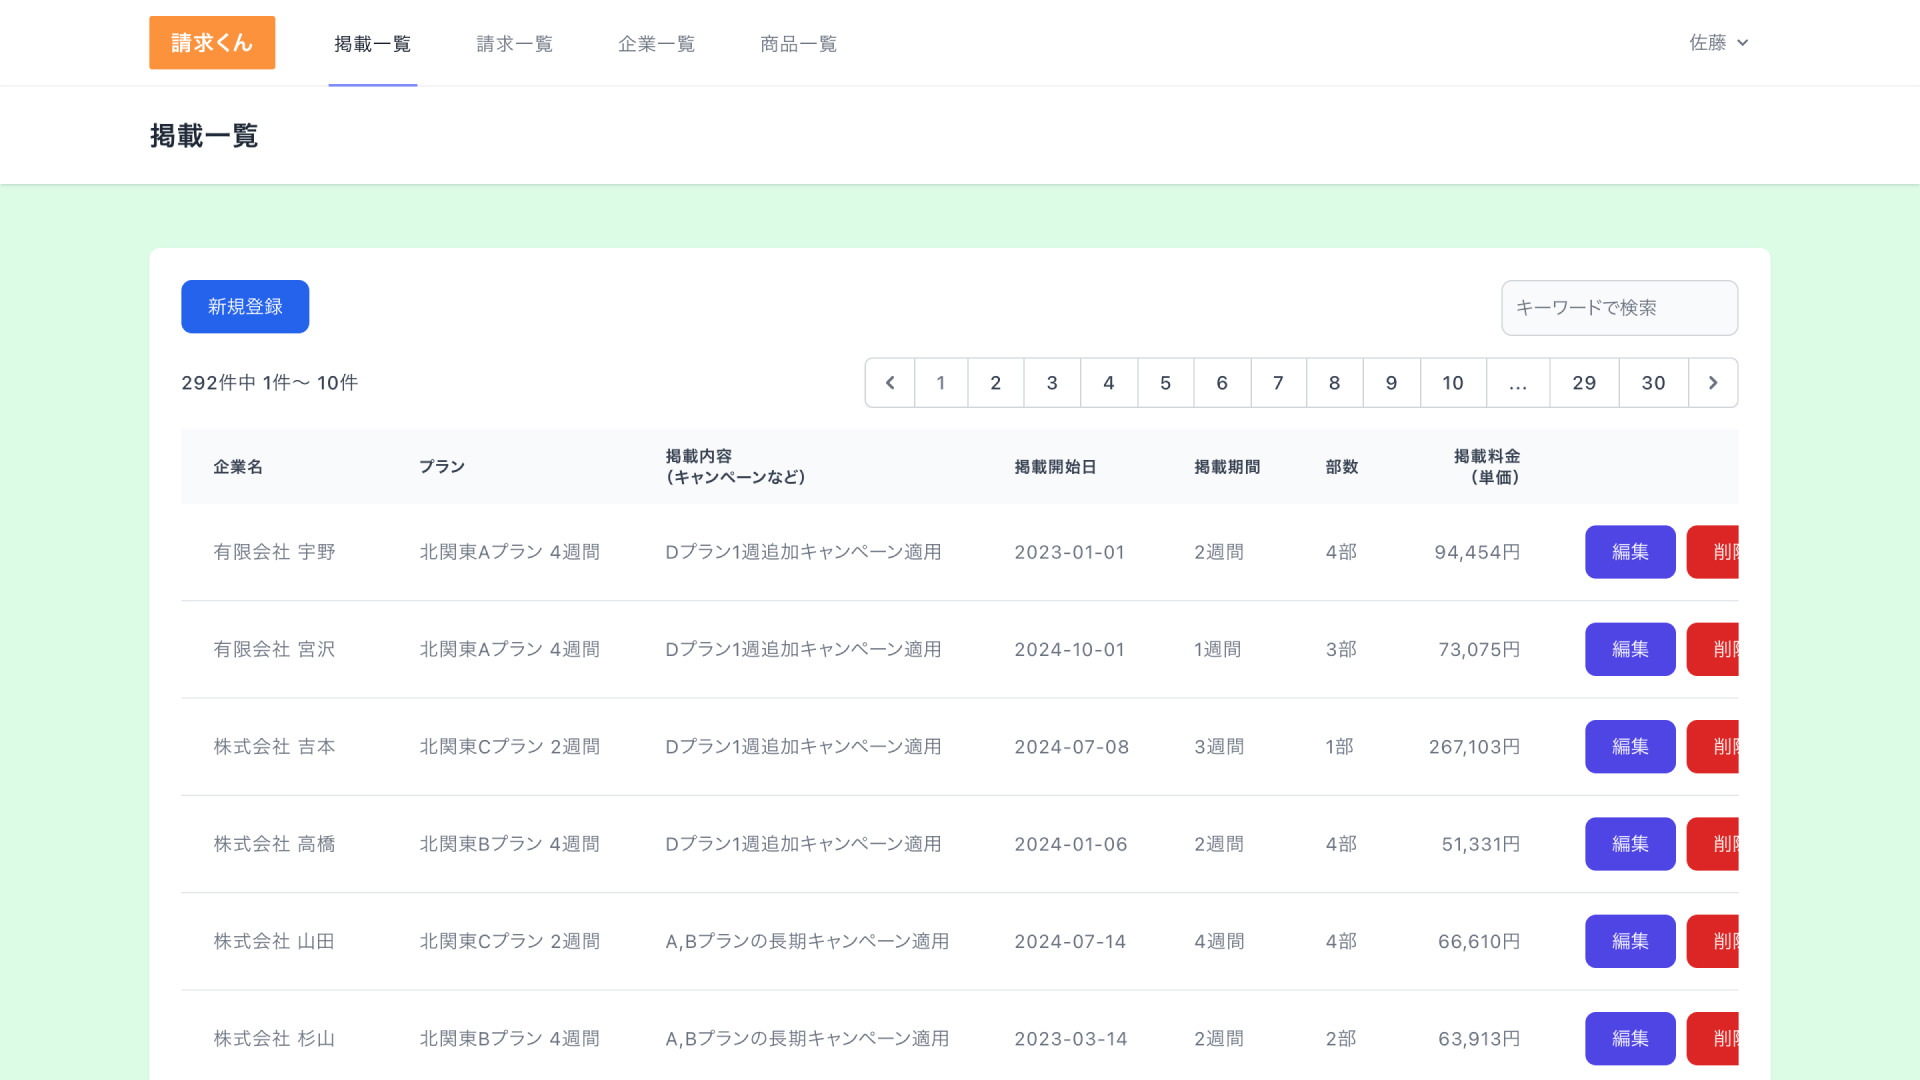 請求くん
掲載一覧
請求一覧
企業一覧
商品一覧
佐藤
掲載一覧
新規登録
キーワードで検索
292件中 1件〜 10件
1 2 3 4 5 6 7 8 9 10 ... 29 30
企業名 プラン 掲載内容 (キャンペーンなど) 掲載開始日 掲載期間 部数 掲載料金 (単価)
有限会社 宇野 北関東Aプラン 4週間 Dプラン1週追加キャンペーン適用 2023-01-01 2週間 4部 94,454円 編集 削
有限会社 宮沢 北関東Aプラン 4週間 Dプラン1週追加キャンペーン適用 2024-10-01 1週間 3部 73,075円 編集 削
株式会社 吉本 北関東Cプラン 2週間 Dプラン1週追加キャンペーン適用 2024-07-08 3週間 1部 267,103円 編集 削
株式会社 高橋 北関東Bプラン 4週間 Dプラン1週追加キャンペーン適用 2024-01-06 2週間 4部 51,331円 編集 削
株式会社 山田 北関東Cプラン 2週間 A,Bプランの長期キャンペーン適用 2024-07-14 4週間 4部 66,610円 編集 削
株式会社 杉山 北関東Bプラン 4週間 A,Bプランの長期キャンペーン適用 2023-03-14 2週間 2部 63,913円 編集 削